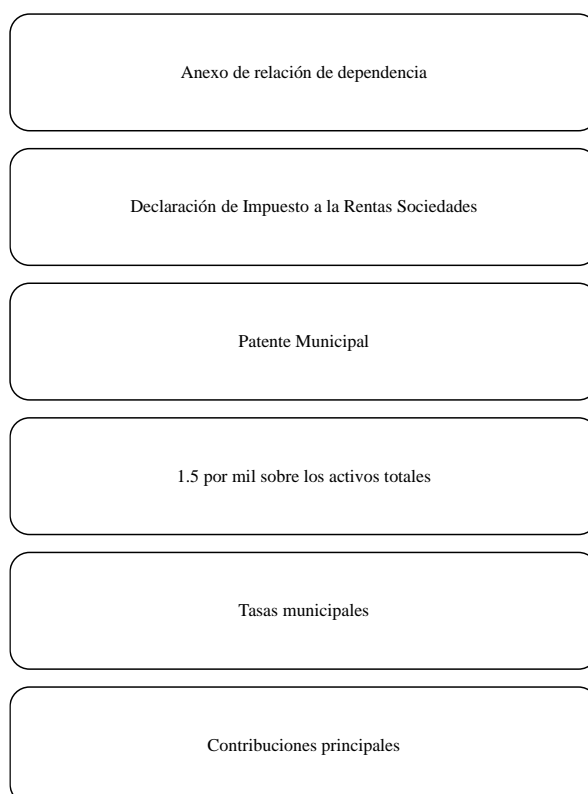 Anexo de relación de dependencia
Declaración de Impuesto a la Rentas Sociedades
Patente Municipal
1.5 por mil sobre los activos totales
Tasas municipales
Contribuciones principales